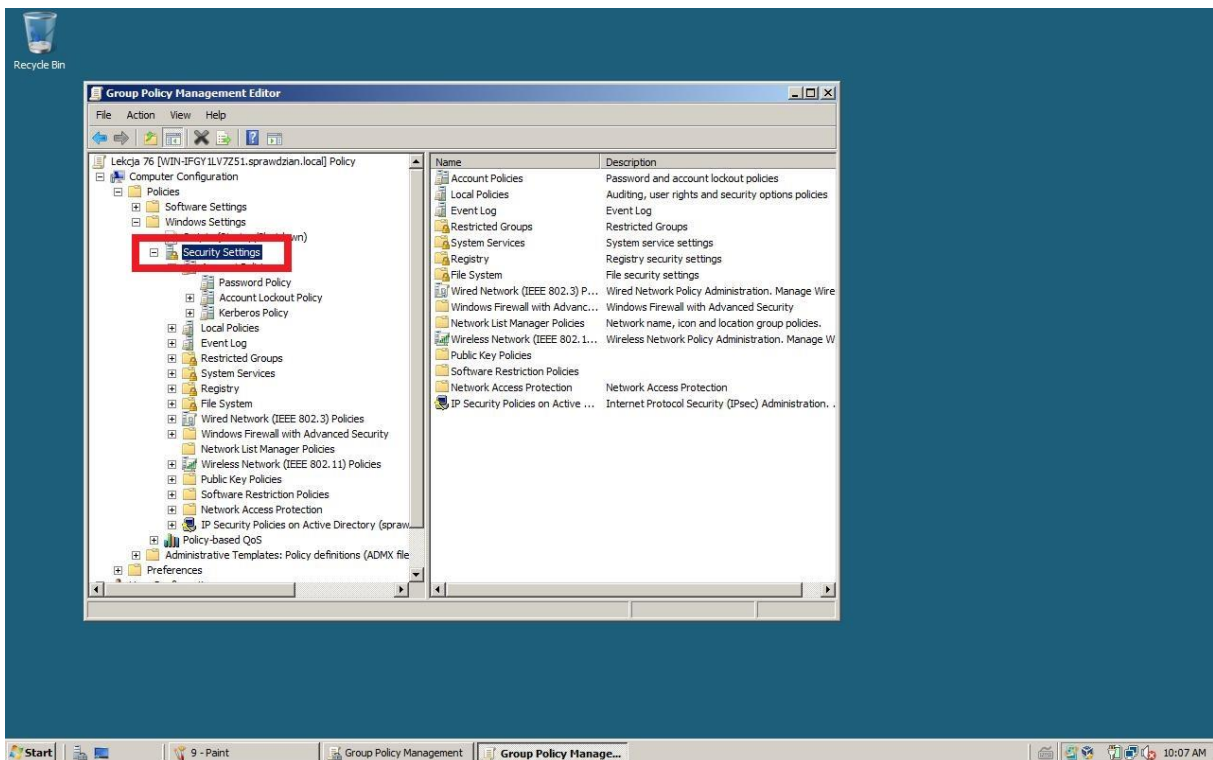 Recycle Bin
Group Policy Management Editor
File Action View Help
Lekcja 76 [WIN-IFGY1LV7Z51.sprawdzian.local] Policy
Computer Configuration
Policies
Software Settings
Windows Settings
Security Settings
Password Policy
Account Lockout Policy
Kerberos Policy
Local Policies
Event Log
Restricted Groups
System Services
Registry
File System
Wired Network (IEEE 802.3) Policies
Windows Firewall with Advanced Security
Network List Manager Policies
Wireless Network (IEEE 802.11) Policies
Public Key Policies
Software Restriction Policies
Network Access Protection
IP Security Policies on Active Directory (spraw
Policy-based QoS
Administrative Templates: Policy definitions (ADMX file
Preferences
Name Description
Account Policies Password and account lockout policies
Local Policies Auditing, user rights and security options policies
Event Log Event Log
Restricted Groups Restricted Groups
System Services System service settings
Registry Registry security settings
File System File security settings
Wired Network (IEEE 802.3) P... Wired Network Policy Administration. Manage Wire
Windows Firewall with Advanc... Windows Firewall with Advanced Security
Network List Manager Policies Network name, icon and location group policies.
Wireless Network (IEEE 802.1... Wireless Network Policy Administration. Manage W
Public Key Policies
Software Restriction Policies
Network Access Protection Network Access Protection
IP Security Policies on Active ... Internet Protocol Security (IPsec) Administration. .
Start 9 - Paint Group Policy Management Group Policy Manage... 10:07 AM